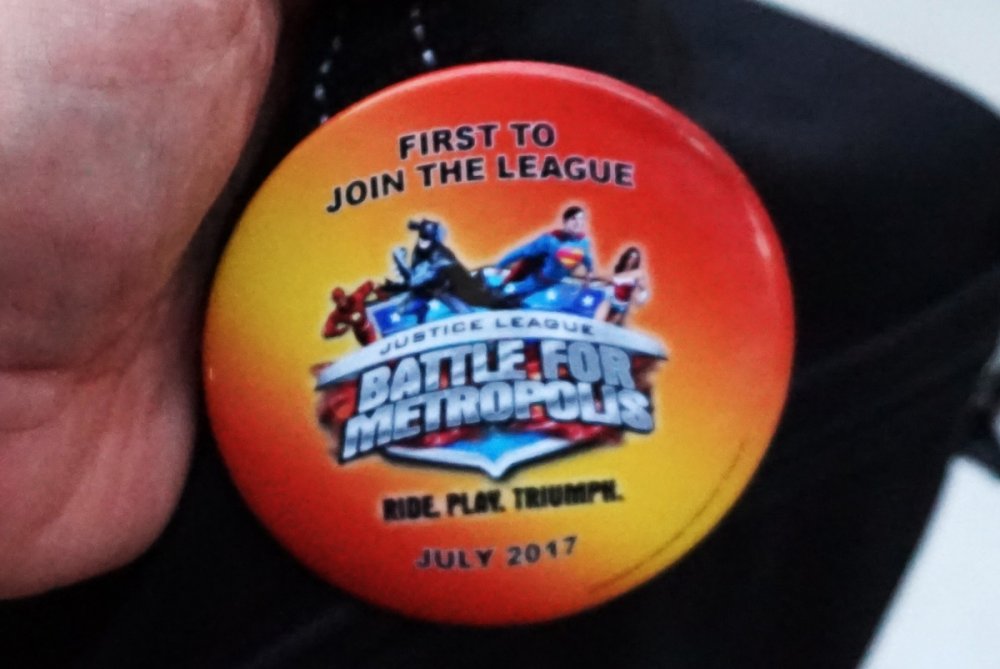 FIRST TO
JOIN THE LEAGUE
JUSTICE LEAGUE
BATTLE FOR
METROPOLIS
RIDE. PLAY. TRIUMPH.
JULY 2017